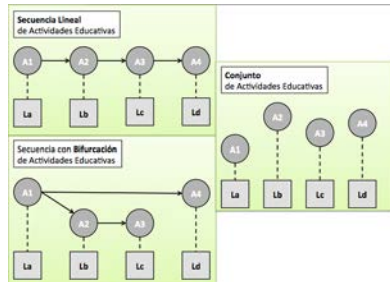 Secuencia Lineal
de Actividades Educativas
A1 A2 A3 A4
La Lb Lc Ld
Secuencia con Bifurcación
de Actividades Educativas
A1 A4
A2 A3
La Lb Lc Ld
Conjunto
de Actividades Educativas
A1 A2 A3 A4
La Lb Lc Ld